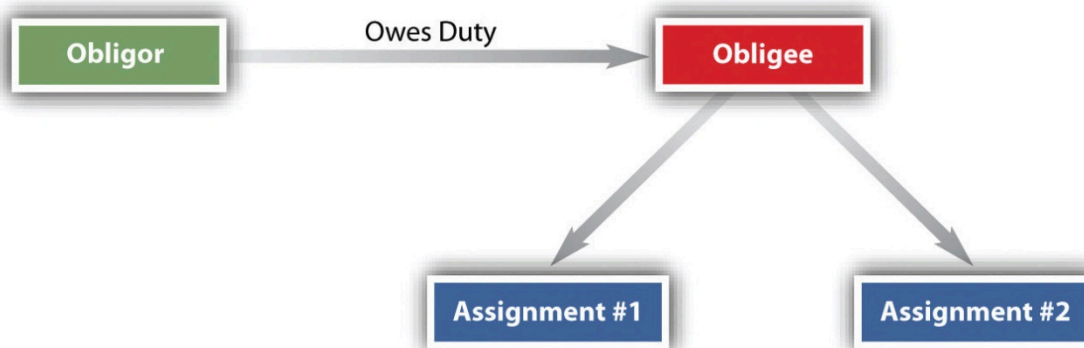 Owes Duty
Obligor
Obligee
Assignment #1
Assignment #2